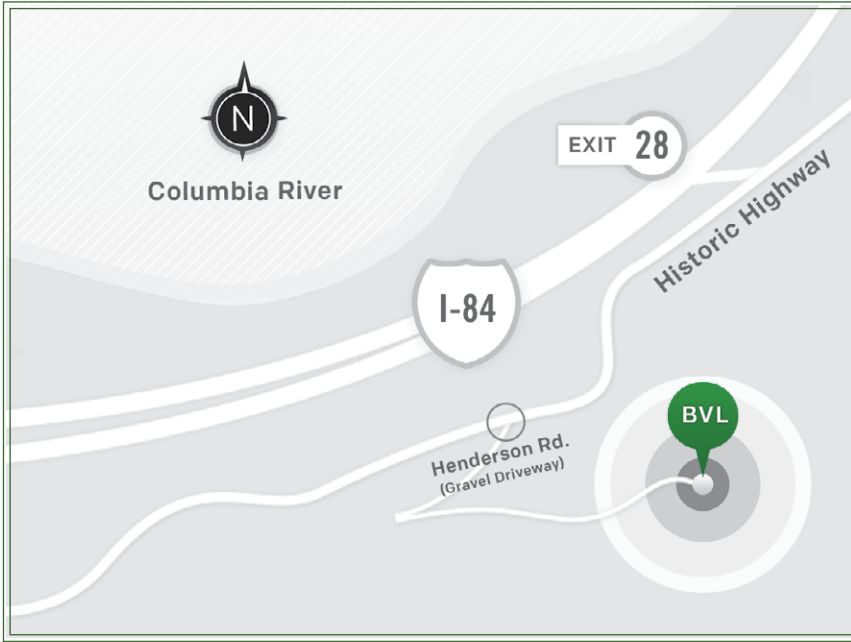 N
Columbia River
EXIT 28
Historic Highway
I-84
BVL
Henderson Rd.
(Gravel Driveway)